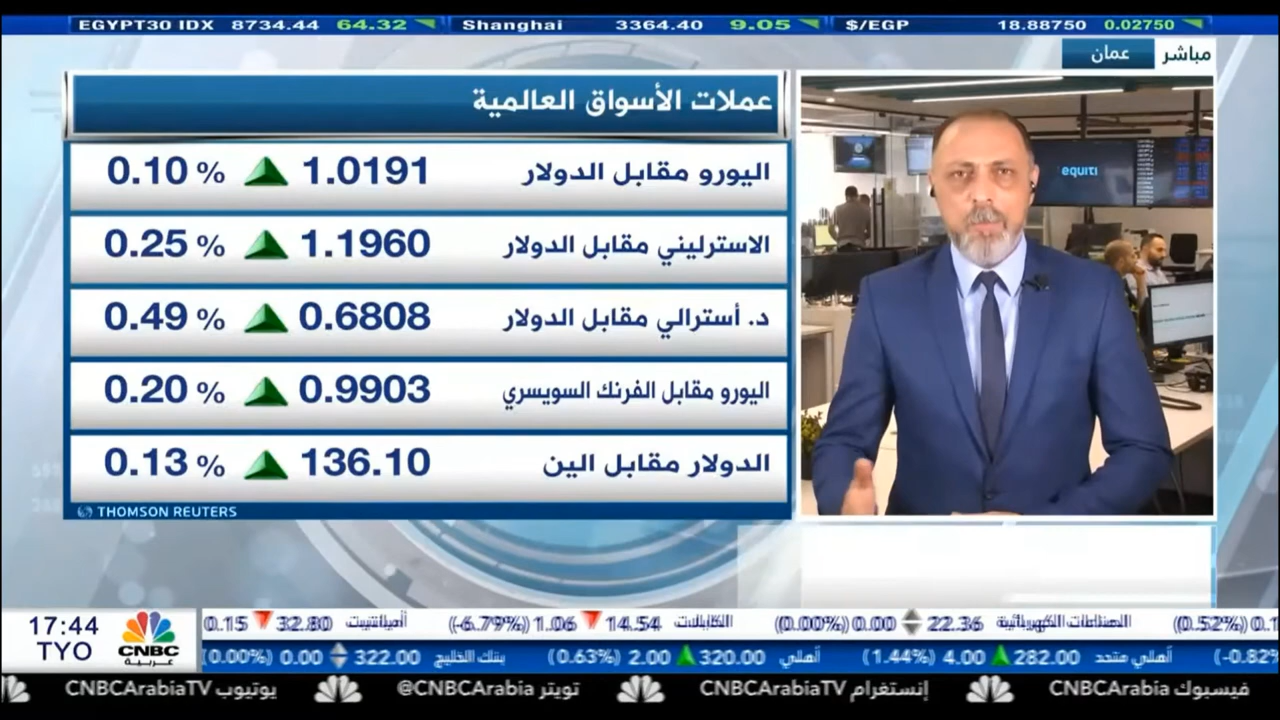 EGYPT30 IDX 8734.44 64.32 Shanghai 3364.40 9.05 $/EGP 18.88750 0.02750
مباشر عمان
عملات الأسواق العالمية
اليورو مقابل الدولار 1.0191 0.10 %
الاسترليني مقابل الدولار 1.1960 0.25 %
د. أسترالي مقابل الدولار 0.6808 0.49 %
اليورو مقابل الفرنك السويسري 0.9903 0.20 %
الدولار مقابل الين 136.10 0.13 %
THOMSON REUTERS
equiti
17:44
TYO
CNBC
عربية
(0.52%) الصناعات الكهربائية 22.36 0.00 (0.00%) الكابلات 14.54 1.06 (-6.79%) أميانتيت 32.80 0.15
أهلي متحد 282.00 4.00 (1.44%) أهلي 320.00 2.00 (0.63%) بنك الخليج 322.00 0.00 (0.00%)
فيسبوك CNBCArabia إنستغرام CNBCArabiaTV تويتر @CNBCArabia يوتيوب CNBCArabiaTV